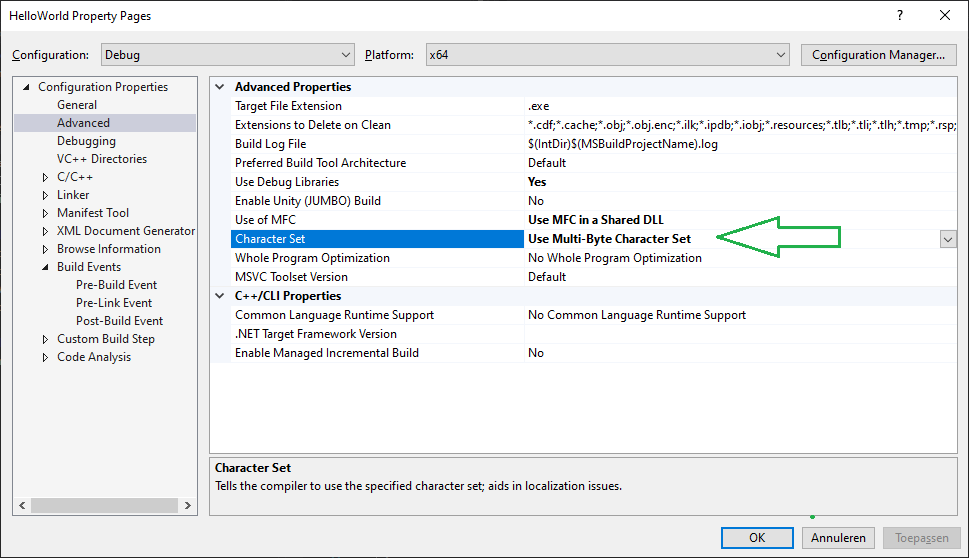 HelloWorld Property Pages
Configuration: Debug Platform: x64 Configuration Manager...
Configuration Properties
General
Advanced
Debugging
VC++ Directories
C/C++
Linker
Manifest Tool
XML Document Generator
Browse Information
Build Events
Pre-Build Event
Pre-Link Event
Post-Build Event
Custom Build Step
Code Analysis
Advanced Properties
Target File Extension .exe
Extensions to Delete on Clean *.cdf;*.cache;*.obj;*.obj.enc;*.ilk;*.ipdb;*.iobj;*.resources;*.tlb;*.tli;*.tlh;*.tmp;*.rsp;
Build Log File $(IntDir)$(MSBuildProjectName).log
Preferred Build Tool Architecture Default
Use Debug Libraries Yes
Enable Unity (JUMBO) Build No
Use of MFC Use MFC in a Shared DLL
Character Set Use Multi-Byte Character Set
Whole Program Optimization No Whole Program Optimization
MSVC Toolset Version Default
C++/CLI Properties
Common Language Runtime Support No Common Language Runtime Support
.NET Target Framework Version
Enable Managed Incremental Build No
Character Set
Tells the compiler to use the specified character set; aids in localization issues.
OK Annuleren Toepassen